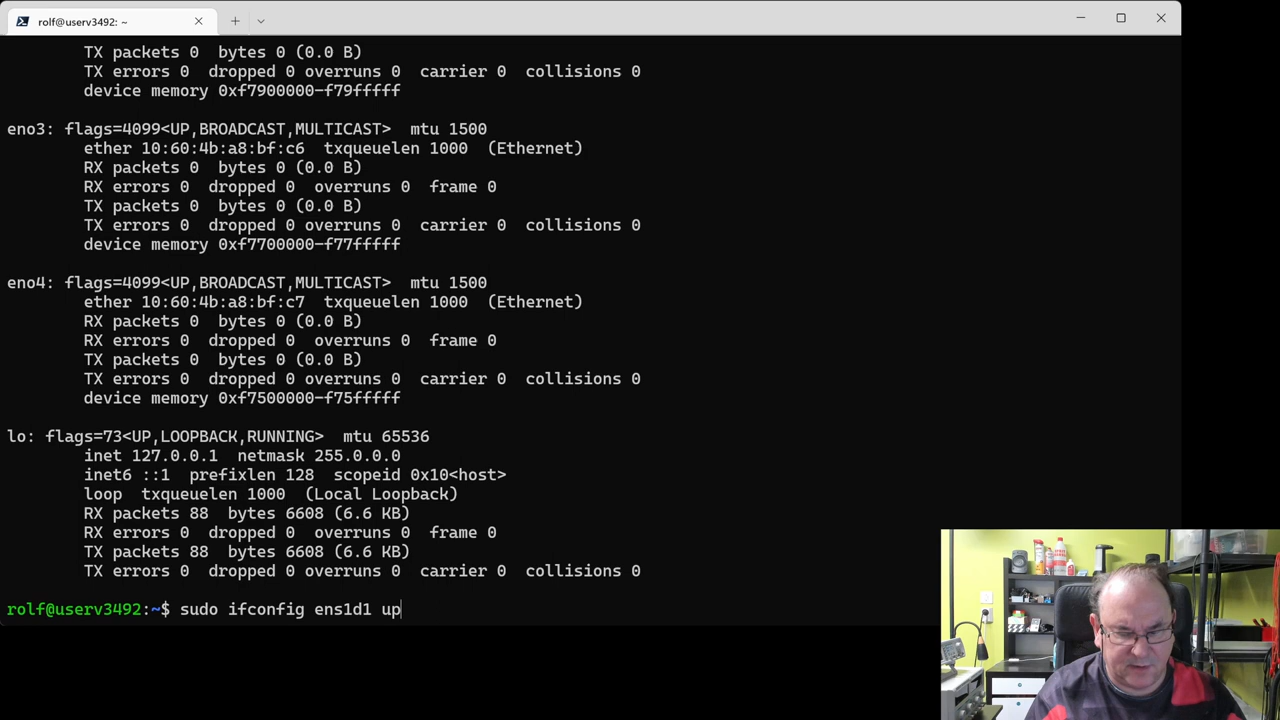 rolf@userv3492: ~
TX packets 0  bytes 0 (0.0 B)
TX errors 0  dropped 0 overruns 0  carrier 0  collisions 0
device memory 0xf7900000-f79fffff
eno3: flags=4099<UP,BROADCAST,MULTICAST>  mtu 1500
ether 10:60:4b:a8:bf:c6  txqueuelen 1000  (Ethernet)
RX packets 0  bytes 0 (0.0 B)
RX errors 0  dropped 0  overruns 0  frame 0
TX packets 0  bytes 0 (0.0 B)
TX errors 0  dropped 0 overruns 0  carrier 0  collisions 0
device memory 0xf7700000-f77fffff
eno4: flags=4099<UP,BROADCAST,MULTICAST>  mtu 1500
ether 10:60:4b:a8:bf:c7  txqueuelen 1000  (Ethernet)
RX packets 0  bytes 0 (0.0 B)
RX errors 0  dropped 0  overruns 0  frame 0
TX packets 0  bytes 0 (0.0 B)
TX errors 0  dropped 0 overruns 0  carrier 0  collisions 0
device memory 0xf7500000-f75fffff
lo: flags=73<UP,LOOPBACK,RUNNING>  mtu 65536
inet 127.0.0.1  netmask 255.0.0.0
inet6 ::1  prefixlen 128  scopeid 0x10<host>
loop  txqueuelen 1000  (Local Loopback)
RX packets 88  bytes 6608 (6.6 KB)
RX errors 0  dropped 0  overruns 0  frame 0
TX packets 88  bytes 6608 (6.6 KB)
TX errors 0  dropped 0 overruns 0  carrier 0  collisions 0
rolf@userv3492:~$ sudo ifconfig ens1d1 up